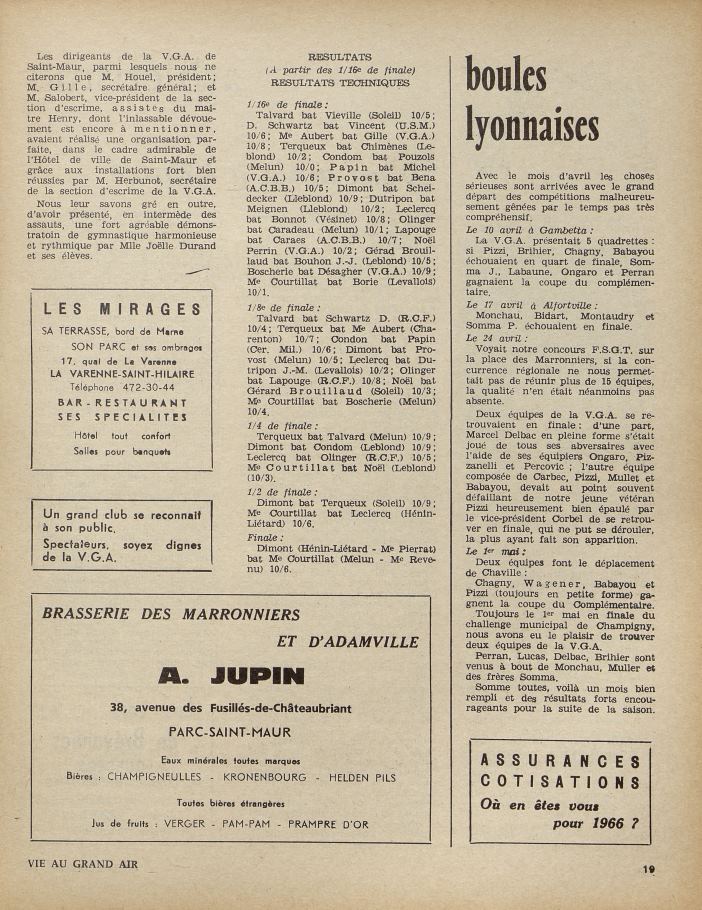 Les dirigeants de la V.G.A. de
Saint-Maur, parmi lesquels nous ne
citerons que M. Houel, président;
M. Gille, secrétaire général; et
M. Salobert, vice-président de la sec-
tion d'escrime, assistés du maî-
tre Henry, dont l'inlassable dévoue-
ment est encore à mentionner,
avaient réalisé une organisation par-
faite, dans le cadre admirable de
l'Hôtel de ville de Saint-Maur et
grâce aux installations fort bien
réussies par M. Herbunot, secrétaire
de la section d'escrime de la V.G.A.
Nous leur savons gré en outre,
d'avoir présenté, en intermède des
assauts, une fort agréable démons-
tratoin de gymnastique harmonieuse
et rythmique par Mlle Joëlle Durand
et ses élèves.
LES MIRAGES
SA TERRASSE, bord de Marne
SON PARC et ses ombrages
17, quai de La Varenne
LA VARENNE-SAINT-HILAIRE
Téléphone 472-30-44
BAR - RESTAURANT
SES SPECIALITES
Hôtel tout confort
Salles pour banquets
Un grand club se reconnaît
à son public.
Spectateurs, soyez dignes
de la V.G.A.
RESULTATS
(A partir des 1/16e de finale)
RESULTATS TECHNIQUES
1/16e de finale :
Talvard bat Vieville (Soleil) 10/5;
D. Schwartz bat Vincent (U.S.M.)
10/6; Me Aubert bat Gille (V.G.A.)
10/8; Terqueux bat Chimènes (Le-
blond) 10/2; Condom bat Pouzols
(Melun) 10/0; Papin bat Michel
(V.G.A.) 10/6; Provost bat Bena
(A.C.B.B.) 10/5; Dimont bat Schei-
decker (Lleblond) 10/9; Dutripon bat
Meignen (Lleblond) 10/2; Leclercq
bat Bonnot (Vésinet) 10/8; Olinger
bat Caradeau (Melun) 10/1; Lapouge
bat Caraes (A.C.B.B.) 10/7; Noël
Perrin (V.G.A.) 10/2; Gérad Brouil-
laud bat Bouhon J.-J. (Leblond) 10/5;
Boscherie bat Désagher (V.G.A.) 10/9;
Me Courtillat bat Borie (Levallois)
10/1.
1/8e de finale :
Talvard bat Schwartz D. (R.C.F.)
10/4; Terqueux bat Me Aubert (Cha-
renton) 10/7; Condon bat Papin
(Cer. Mil.) 10/6; Dimont bat Pro-
vost (Melun) 10/5; Leclercq bat Du-
tripon J.-M. (Levallois) 10/2; Olinger
bat Lapouge (R.C.F.) 10/8; Noël bat
Gérard Brouillaud (Soleil) 10/3;
Me Courtillat bat Boscherie (Melun)
10/4.
1/4 de finale :
Terqueux bat Talvard (Melun) 10/9;
Dimont bat Condom (Leblond) 10/9;
Leclercq bat Olinger (R.C.F.) 10/5;
Me Courtillat bat Noël (Leblond)
(10/3).
1/2 de finale :
Dimont bat Terqueux (Soleil) 10/9;
Me Courtillat bat Leclercq (Hénin-
Liétard) 10/6.
Finale :
Dimont (Hénin-Liétard - Me Pierrat)
bat Me Courtillat (Melun - Me Reve-
nu) 10/6.
BRASSERIE DES MARRONNIERS
ET D'ADAMVILLE
A. JUPIN
38, avenue des Fusillés-de-Châteaubriant
PARC-SAINT-MAUR
Eaux minérales toutes marques
Bières : CHAMPIGNEULLES - KRONENBOURG - HELDEN PILS
Toutes bières étrangères
Jus de fruits : VERGER - PAM-PAM - PRAMPRE D'OR
boules
lyonnaises
Avec le mois d'avril les choses
sérieuses sont arrivées avec le grand
départ des compétitions malheureu-
sement gênées par le temps pas très
compréhensif.
Le 10 avril à Gambetta :
La V.G.A. présentait 5 quadrettes :
si Pizzi, Brihier, Chagny, Babayou
échouaient en quart de finale, Som-
ma J., Labaune, Ongaro et Perran
gagnaient la coupe du complémen-
taire.
Le 17 avril à Alfortville :
Monchau, Bidart, Montaudry et
Somma P. échouaient en finale.
Le 24 avril :
Voyait notre concours F.S.G.T. sur
la place des Marronniers, si la con-
currence régionale ne nous permet-
tait pas de réunir plus de 15 équipes,
la qualité n'en était néanmoins pas
absente.
Deux équipes de la V.G.A. se re-
trouvaient en finale : d'une part,
Marcel Delbac en pleine forme s'était
joué de tous ses adversaires avec
l'aide de ses équipiers Ongaro, Piz-
zanelli et Percovic; l'autre équipe
composée de Carbec, Pizzi, Mullet et
Babayou, devait au point souvent
défaillant de notre jeune vétéran
Pizzi heureusement bien épaulé par
le vice-président Corbel de se retrou-
ver en finale, qui ne put se dérouler,
la plus ayant fait son apparition.
Le 1er mai :
Deux équipes font le déplacement
de Chaville :
Chagny, Wagener, Babayou et
Pizzi (toujours en petite forme) ga-
gnent la coupe du Complémentaire.
Toujours le 1er mai en finale du
challenge municipal de Champigny,
nous avons eu le plaisir de trouver
deux équipes de la V.G.A.
Perran, Lucas, Delbac, Brihier sont
venus à bout de Monchau, Muller et
des frères Somma.
Somme toutes, voilà un mois bien
rempli et des résultats forts encou-
rageants pour la suite de la saison.
ASSURANCES
COTISATIONS
Où en êtes vous
pour 1966 ?
VIE AU GRAND AIR
19